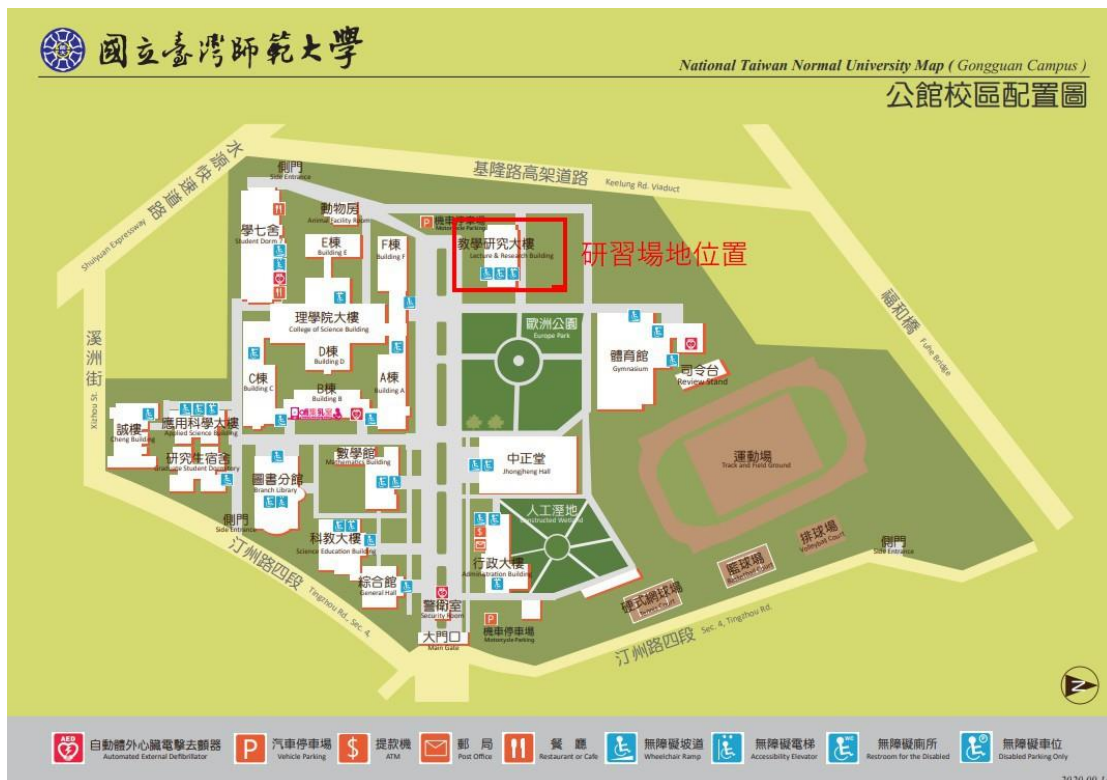 國立臺灣師範大學
National Taiwan Normal University Map ( Gongguan Campus )
公館校區配置圖
水源快速道路
Shuiyuan Expressway
基隆路高架道路
Keelung Rd. Viaduct
側門
Side Entrance
學七舍
Student Dorm 7
動物房
Animal Facility Room
E棟
Building E
F棟
Building F
P
機車停車場
Motorcycle Parking
教學研究大樓
Lecture & Research Building
研習場地位置
福和橋
Fuhe Bridge
理學院大樓
College of Science Building
歐洲公園
Europe Park
體育館
Gymnasium
司令台
Review Stand
溪洲街
Xizhou St.
D棟
Building D
C棟
Building C
B棟
Building B
A棟
Building A
誠樓
Cheng Building
應用科學大樓
Applied Science Building
研究生宿舍
Graduate Student Dormitory
圖書分館
Branch Library
數學館
Mathematics Building
中正堂
Jhongjheng Hall
運動場
Track and Field Ground
人工溼地
Constructed Wetland
側門
Side Entrance
科教大樓
Science Education Building
行政大樓
Administration Building
排球場
Volleyball Court
籃球場
Basketball Court
側門
Side Entrance
汀州路四段
Tingzhou Rd., Sec. 4,
綜合館
General Hall
警衛室
Security Room
硬式網球場
Tennis Court
P
機車停車場
Motorcycle Parking
大門口
Main Gate
汀州路四段
Sec. 4, Tingzhou Rd.
N
AED
自動體外心臟電擊去顫器
Automated External Defibrillator
P
汽車停車場
Vehicle Parking
$
提款機
ATM
郵局
Post Office
餐廳
Restaurant or Cafe
無障礙坡道
Wheelchair Ramp
無障礙電梯
Accessibility Elevator
WC
無障礙廁所
Restroom for the Disabled
P
無障礙車位
Disabled Parking Only